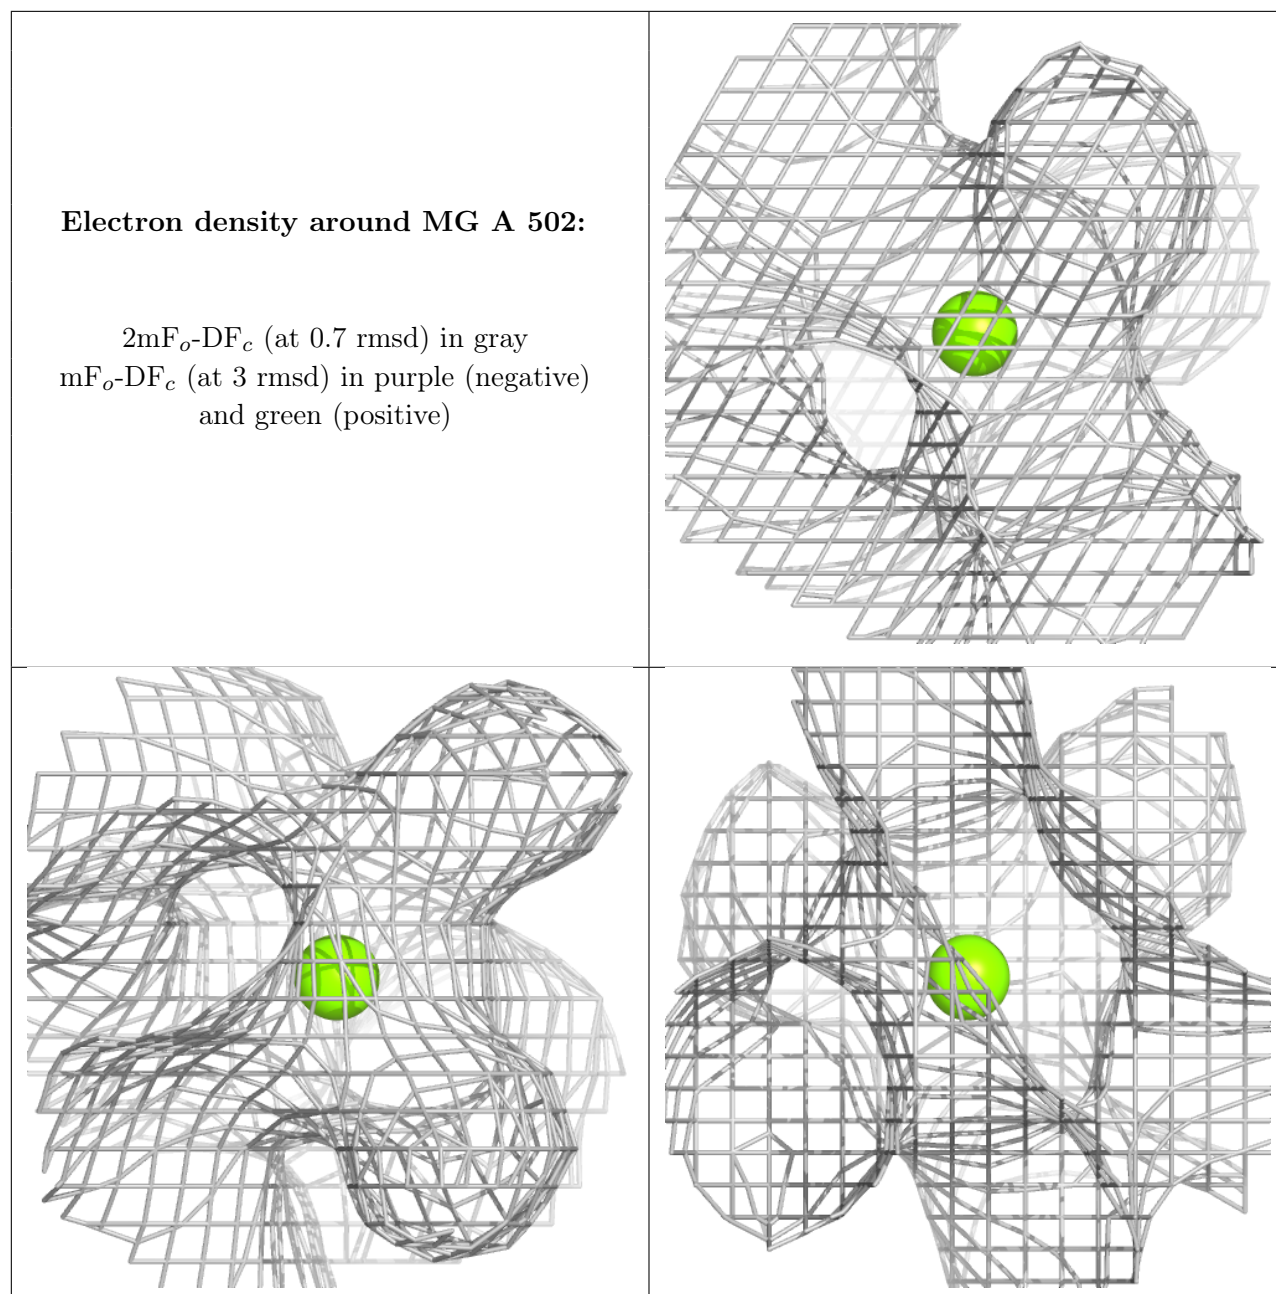 Electron density around MG A 502:
2mFₒ-DF𝒸 (at 0.7 rmsd) in gray
mFₒ-DF𝒸 (at 3 rmsd) in purple (negative)
and green (positive)